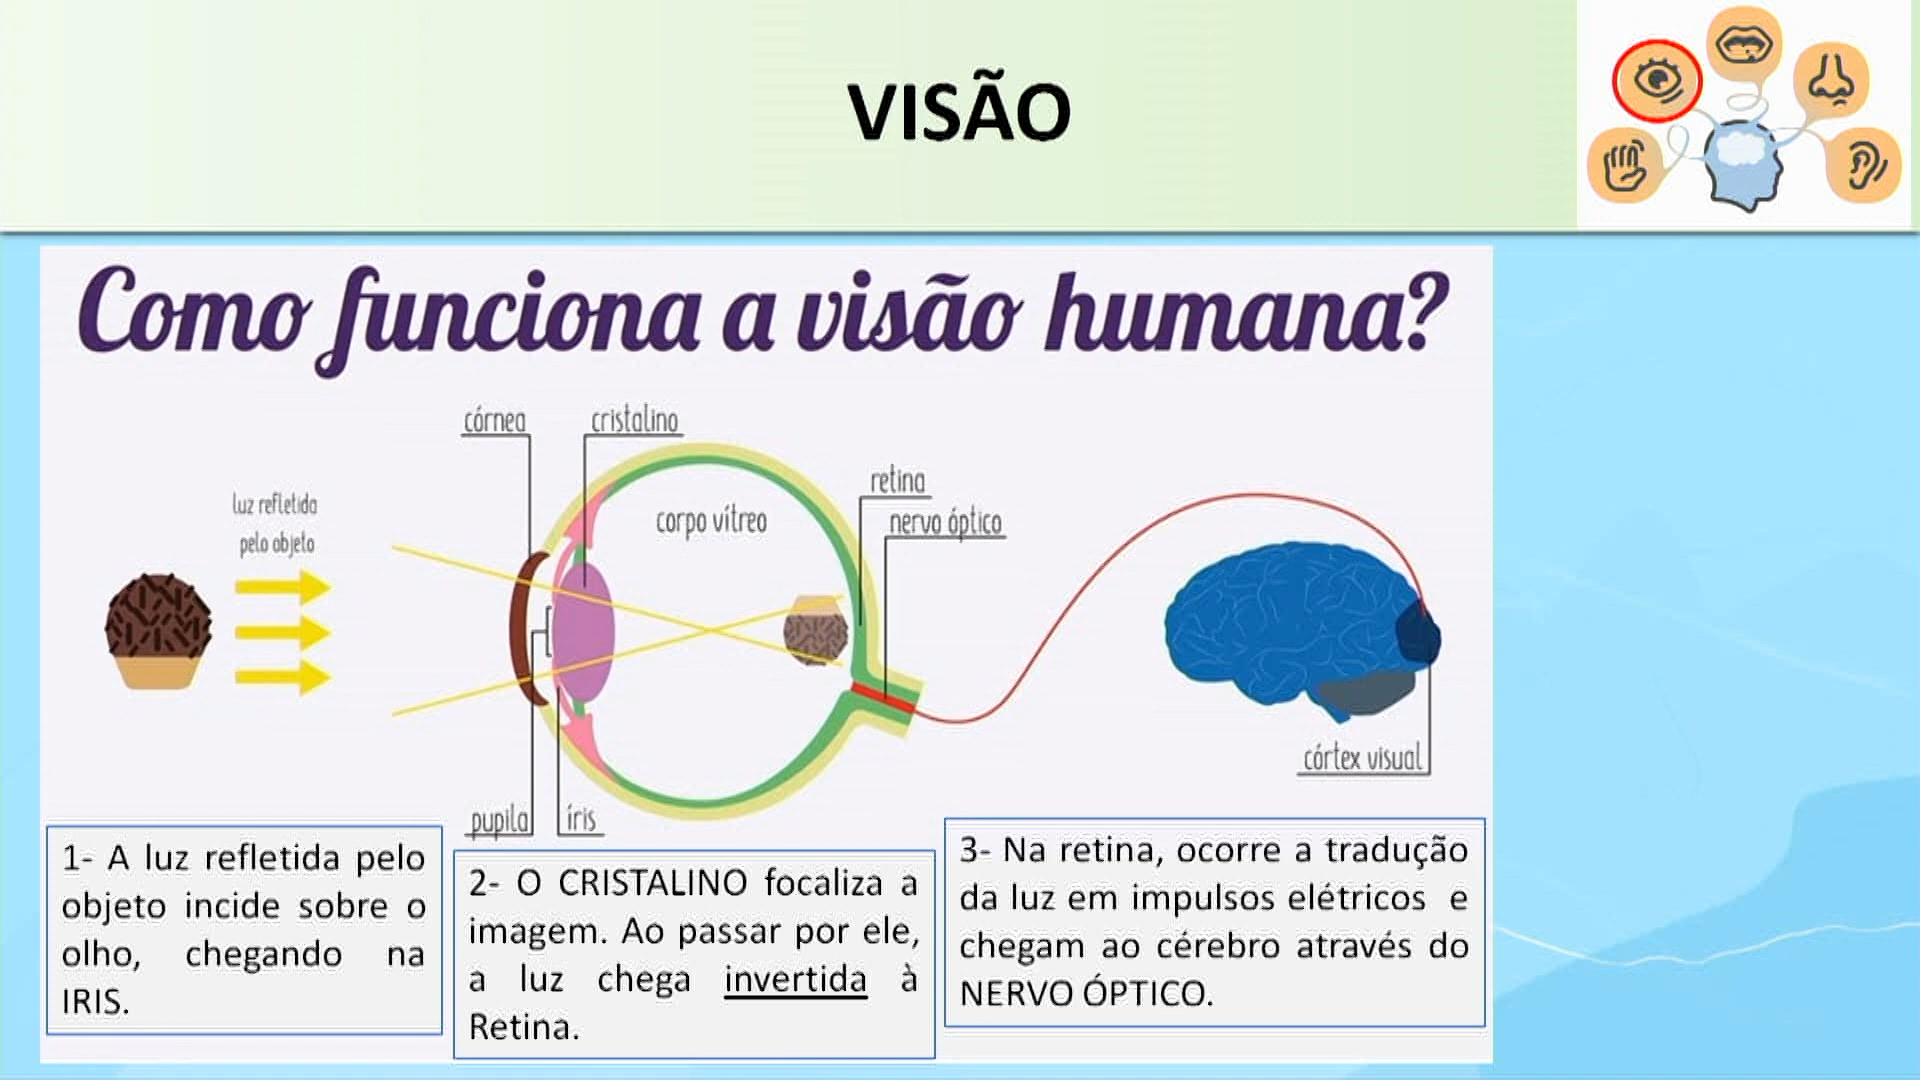 VISÃO
Como funciona a visão humana?
córnea
cristalino
retina
luz refletida
pelo objeto
corpo vítreo
nervo óptico
córtex visual
pupila
íris
1- A luz refletida pelo
objeto incide sobre o
olho, chegando na
IRIS.
2- O CRISTALINO focaliza a
imagem. Ao passar por ele,
a luz chega invertida à
Retina.
3- Na retina, ocorre a tradução
da luz em impulsos elétricos e
chegam ao cérebro através do
NERVO ÓPTICO.